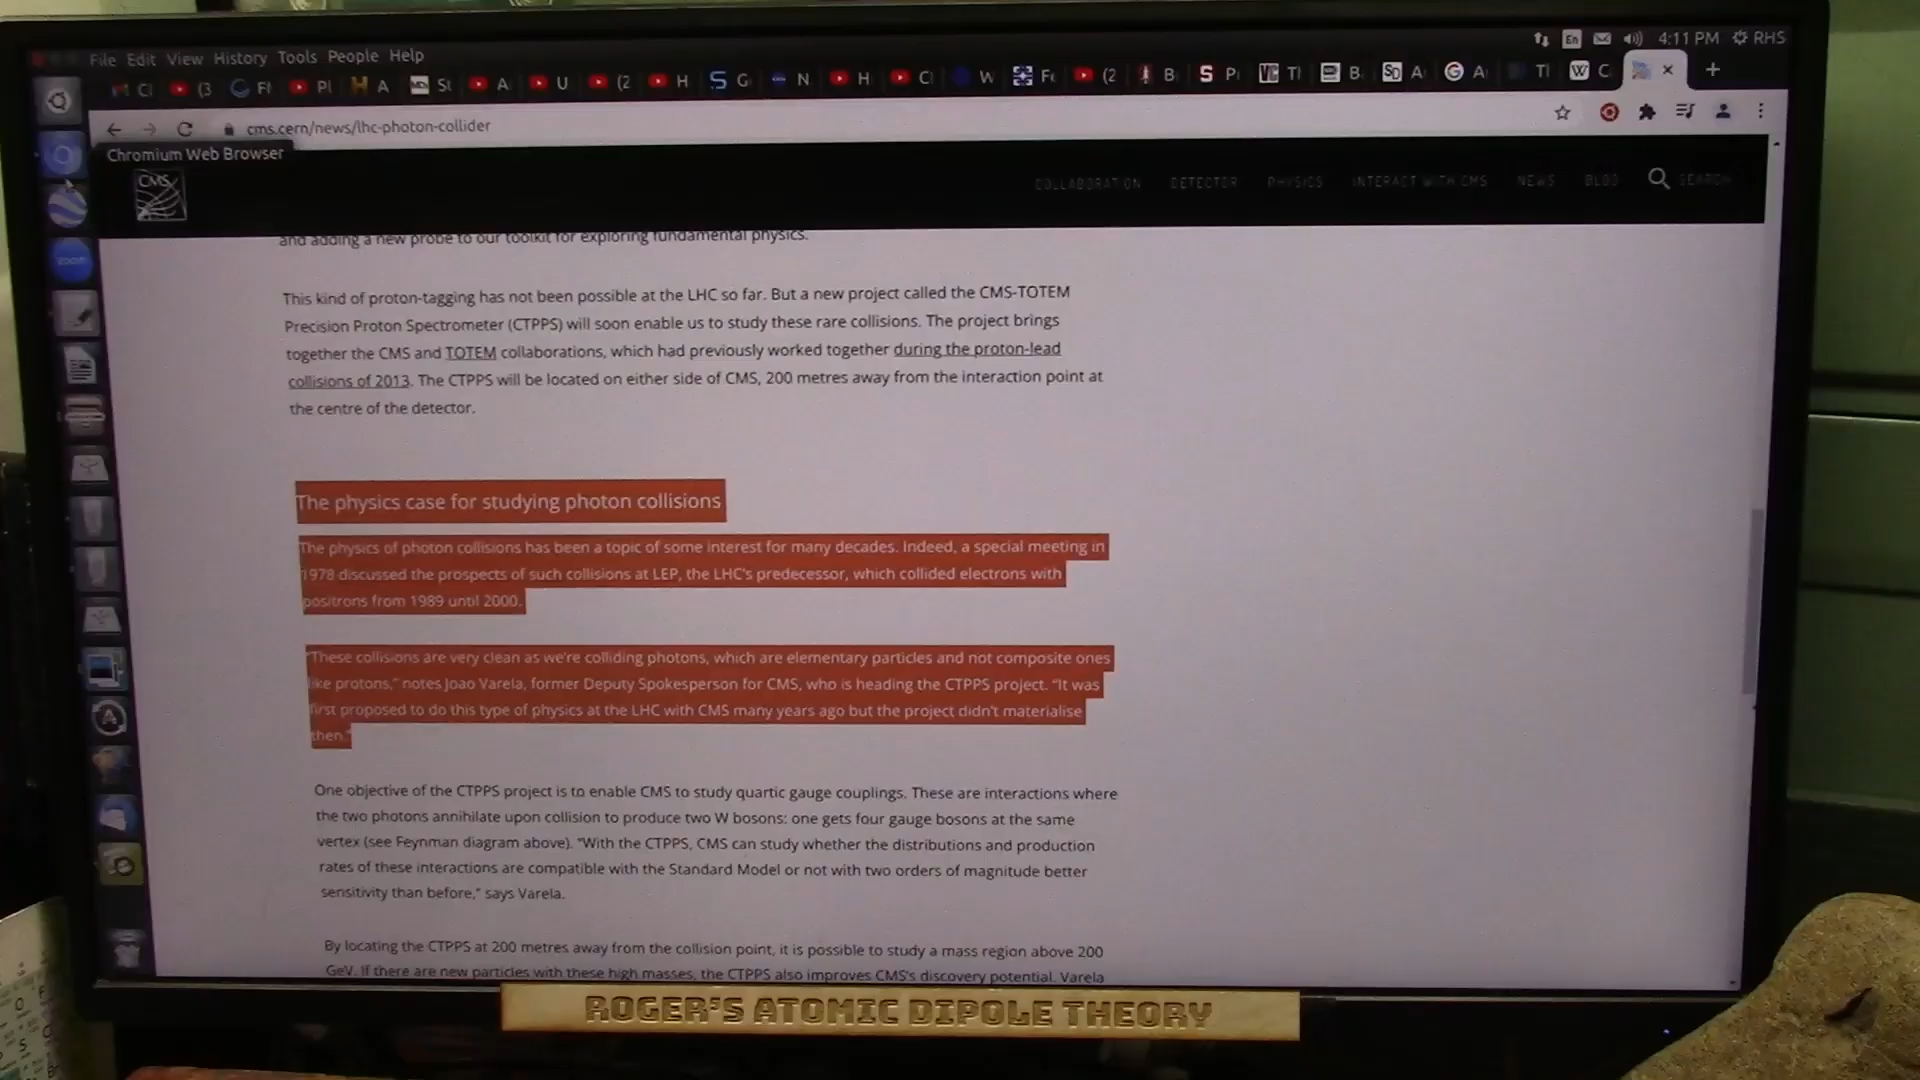 File Edit View History Tools People Help
En 4:11 PM RHS
cms.cern/news/lhc-photon-collider
Chromium Web Browser
CMS COLLABORATION DETECTOR PHYSICS INTERACT WITH CMS NEWS BLOG SEARCH
zoom
and adding a new probe to our toolkit for exploring fundamental physics.
This kind of proton-tagging has not been possible at the LHC so far. But a new project called the CMS-TOTEM
Precision Proton Spectrometer (CTPPS) will soon enable us to study these rare collisions. The project brings
together the CMS and TOTEM collaborations, which had previously worked together during the proton-lead
collisions of 2013. The CTPPS will be located on either side of CMS, 200 metres away from the interaction point at
the centre of the detector.
The physics case for studying photon collisions
The physics of photon collisions has been a topic of some interest for many decades. Indeed, a special meeting in
1978 discussed the prospects of such collisions at LEP, the LHC's predecessor, which collided electrons with
positrons from 1989 until 2000.
"These collisions are very clean as we're colliding photons, which are elementary particles and not composite ones
like protons," notes Joao Varela, former Deputy Spokesperson for CMS, who is heading the CTPPS project. "It was
first proposed to do this type of physics at the LHC with CMS many years ago but the project didn't materialise
then."
One objective of the CTPPS project is to enable CMS to study quartic gauge couplings. These are interactions where
the two photons annihilate upon collision to produce two W bosons: one gets four gauge bosons at the same
vertex (see Feynman diagram above). "With the CTPPS, CMS can study whether the distributions and production
rates of these interactions are compatible with the Standard Model or not with two orders of magnitude better
sensitivity than before," says Varela.
By locating the CTPPS at 200 metres away from the collision point, it is possible to study a mass region above 200
GeV. If there are new particles with these high masses, the CTPPS also improves CMS's discovery potential. Varela
ROGER'S ATOMIC DIPOLE THEORY